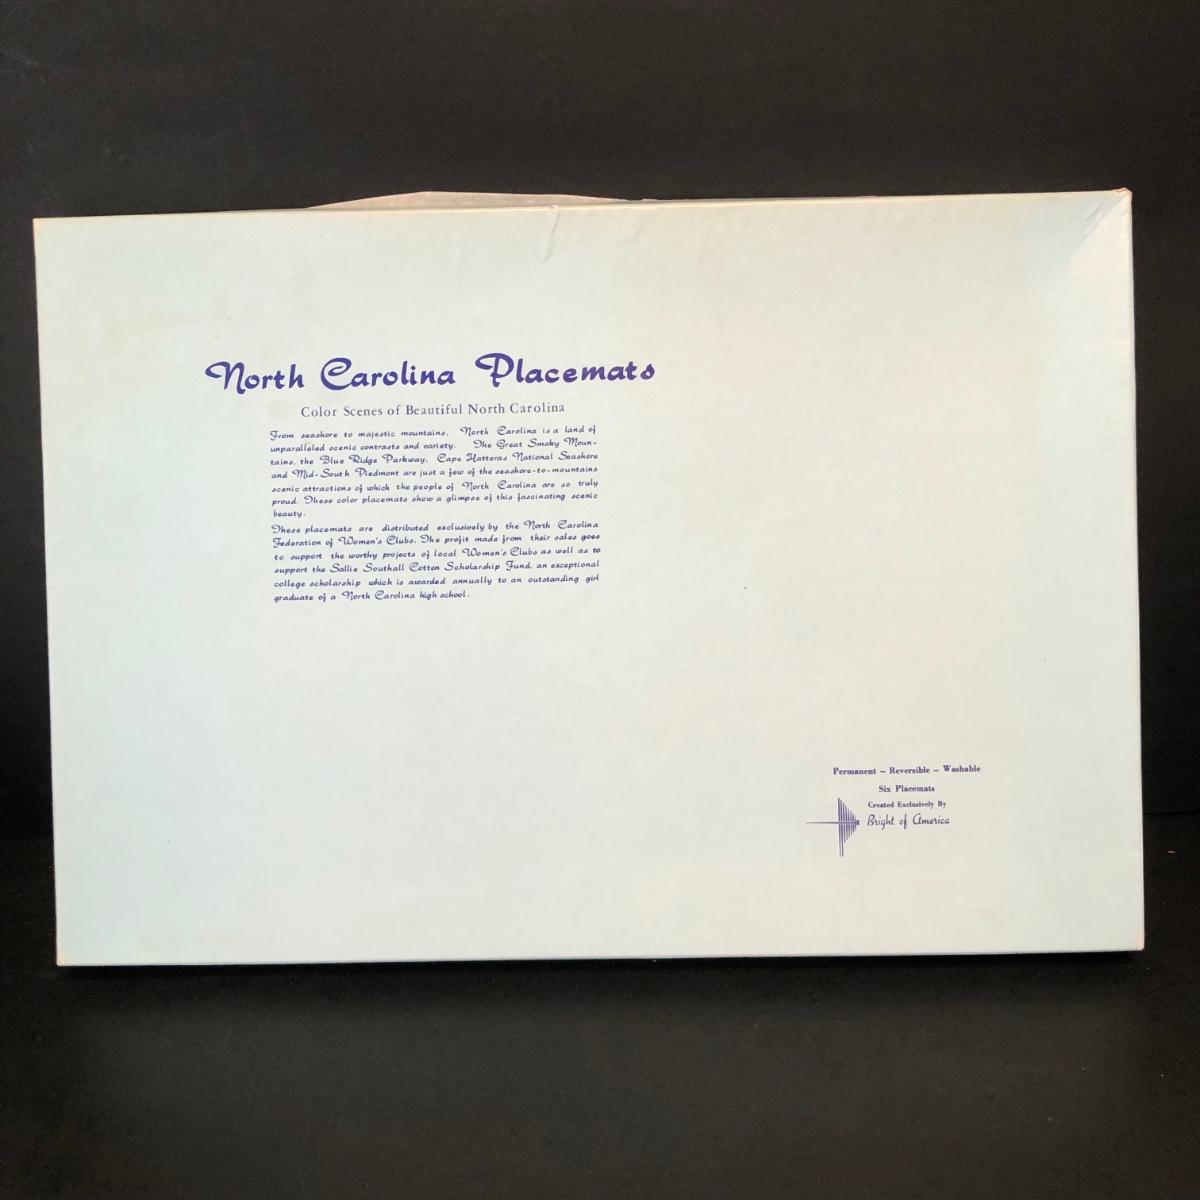 North Carolina Placemats
Color Scenes of Beautiful North Carolina
From seashore to majestic mountains, North Carolina is a land of
unparalleled scenic contrasts and variety. The Great Smoky Moun-
tains, the Blue Ridge Parkway, Cape Hatteras National Seashore
and Mid-South Piedmont are just a few of the seashore-to-mountains
scenic attractions of which the people of North Carolina are so truly
proud. These color placemats show a glimpse of this fascinating scenic
beauty.
These placemats are distributed exclusively by the North Carolina
Federation of Women's Clubs. The profit made from their sales goes
to support the worthy projects of local Women's Clubs as well as to
support the Sallie Southall Cotten Scholarship Fund, an exceptional
college scholarship which is awarded annually to an outstanding girl
graduate of a North Carolina high school.
Permanent – Reversible – Washable
Six Placemats
Created Exclusively By
Bright of America